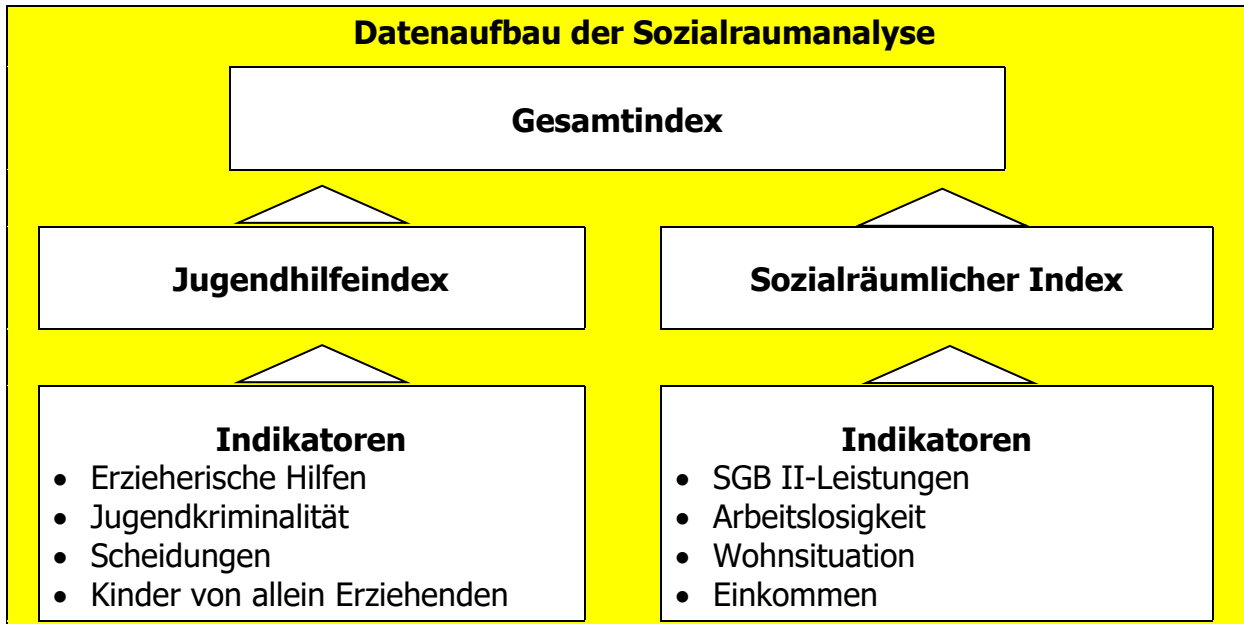 Datenaufbau der Sozialraumanalyse
Gesamtindex
Jugendhilfeindex
Sozialräumlicher Index
Indikatoren
• Erzieherische Hilfen
• Jugendkriminalität
• Scheidungen
• Kinder von allein Erziehenden
Indikatoren
• SGB II-Leistungen
• Arbeitslosigkeit
• Wohnsituation
• Einkommen